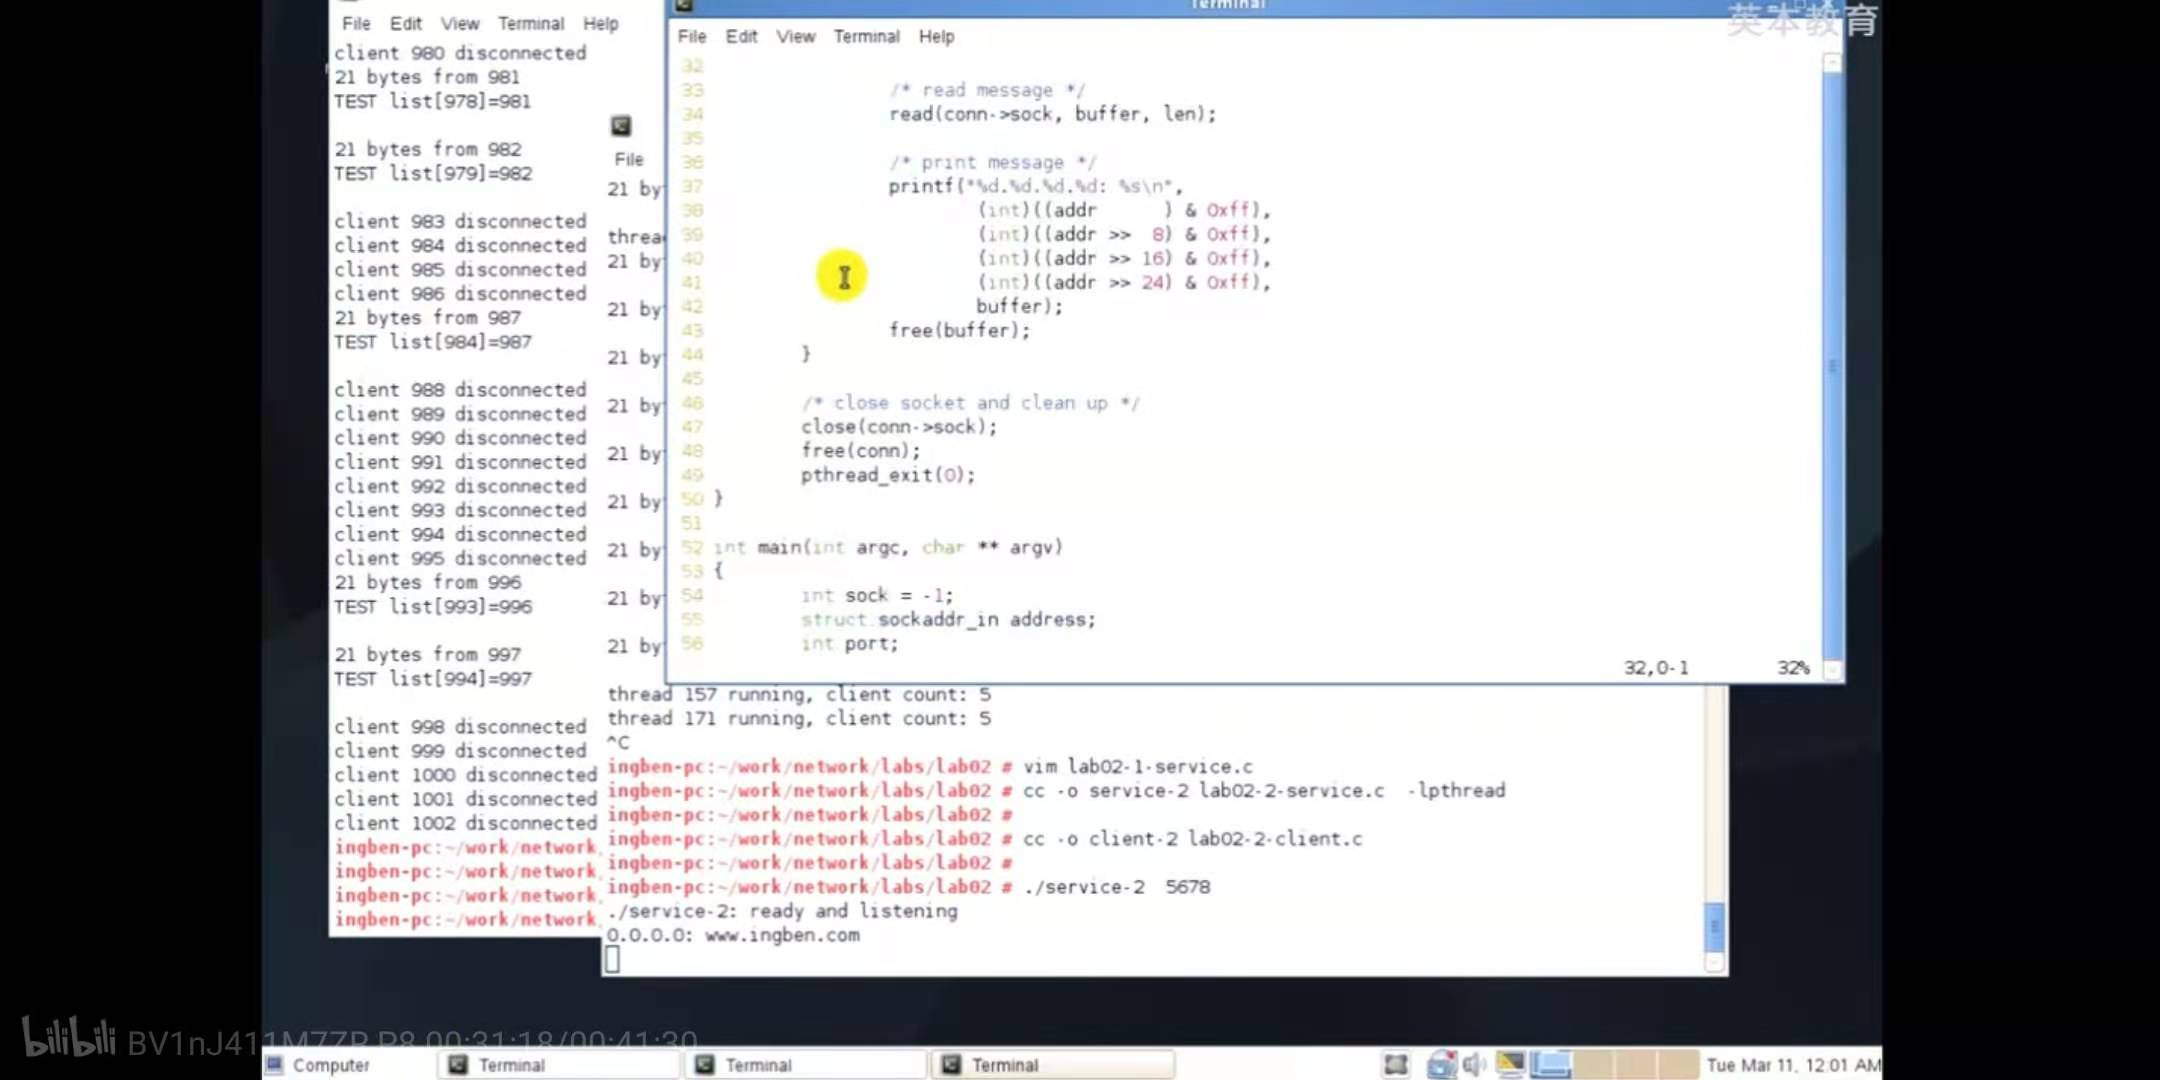 File Edit View Terminal Help
client 980 disconnected
21 bytes from 981
TEST list[978]=981
21 bytes from 982
TEST list[979]=982
client 983 disconnected
client 984 disconnected
client 985 disconnected
client 986 disconnected
21 bytes from 987
TEST list[984]=987
client 988 disconnected
client 989 disconnected
client 990 disconnected
client 991 disconnected
client 992 disconnected
client 993 disconnected
client 994 disconnected
client 995 disconnected
21 bytes from 996
TEST list[993]=996
21 bytes from 997
TEST list[994]=997
client 998 disconnected
client 999 disconnected
client 1000 disconnected
client 1001 disconnected
client 1002 disconnected
ingben-pc:~/work/network
ingben-pc:~/work/network
ingben-pc:~/work/network
ingben-pc:~/work/network
File
21 by
threa
21 by
21 by
21 by
21 by
21 by
21 by
21 by
21 by
21 by
Terminal
英本教育
File Edit View Terminal Help
32
33 /* read message */
34 read(conn->sock, buffer, len);
35
36 /* print message */
37 printf("%d.%d.%d.%d: %s\n",
38 (int)((addr      ) & 0xff),
39 (int)((addr >>  8) & 0xff),
40 (int)((addr >> 16) & 0xff),
41 (int)((addr >> 24) & 0xff),
42 buffer);
43 free(buffer);
44 }
45
46 /* close socket and clean up */
47 close(conn->sock);
48 free(conn);
49 pthread_exit(0);
50 }
51
52 int main(int argc, char ** argv)
53 {
54 int sock = -1;
55 struct sockaddr_in address;
56 int port;
32,0-1 32%
thread 157 running, client count: 5
thread 171 running, client count: 5
^C
ingben-pc:~/work/network/labs/lab02 # vim lab02-1-service.c
ingben-pc:~/work/network/labs/lab02 # cc -o service-2 lab02-2-service.c  -lpthread
ingben-pc:~/work/network/labs/lab02 #
ingben-pc:~/work/network/labs/lab02 # cc -o client-2 lab02-2-client.c
ingben-pc:~/work/network/labs/lab02 #
ingben-pc:~/work/network/labs/lab02 # ./service-2  5678
./service-2: ready and listening
0.0.0.0: www.ingben.com
bilibili BV1nJ411M7ZR P8 00:31:18/00:41:30
Computer Terminal Terminal Terminal Tue Mar 11, 12:01 AM